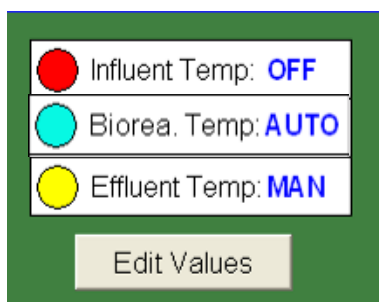 Influent Temp: OFF
Biorea. Temp: AUTO
Effluent Temp: MAN
Edit Values